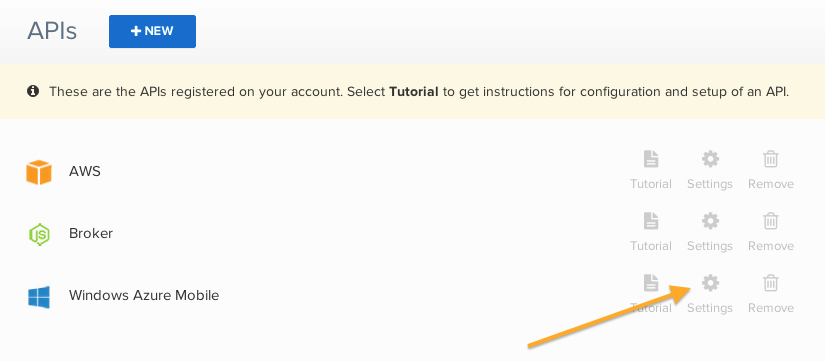 APIs
+ NEW
These are the APIs registered on your account. Select Tutorial to get instructions for configuration and setup of an API.
AWS
Tutorial Settings Remove
JS
Broker
Tutorial Settings Remove
Windows Azure Mobile
Tutorial Settings Remove